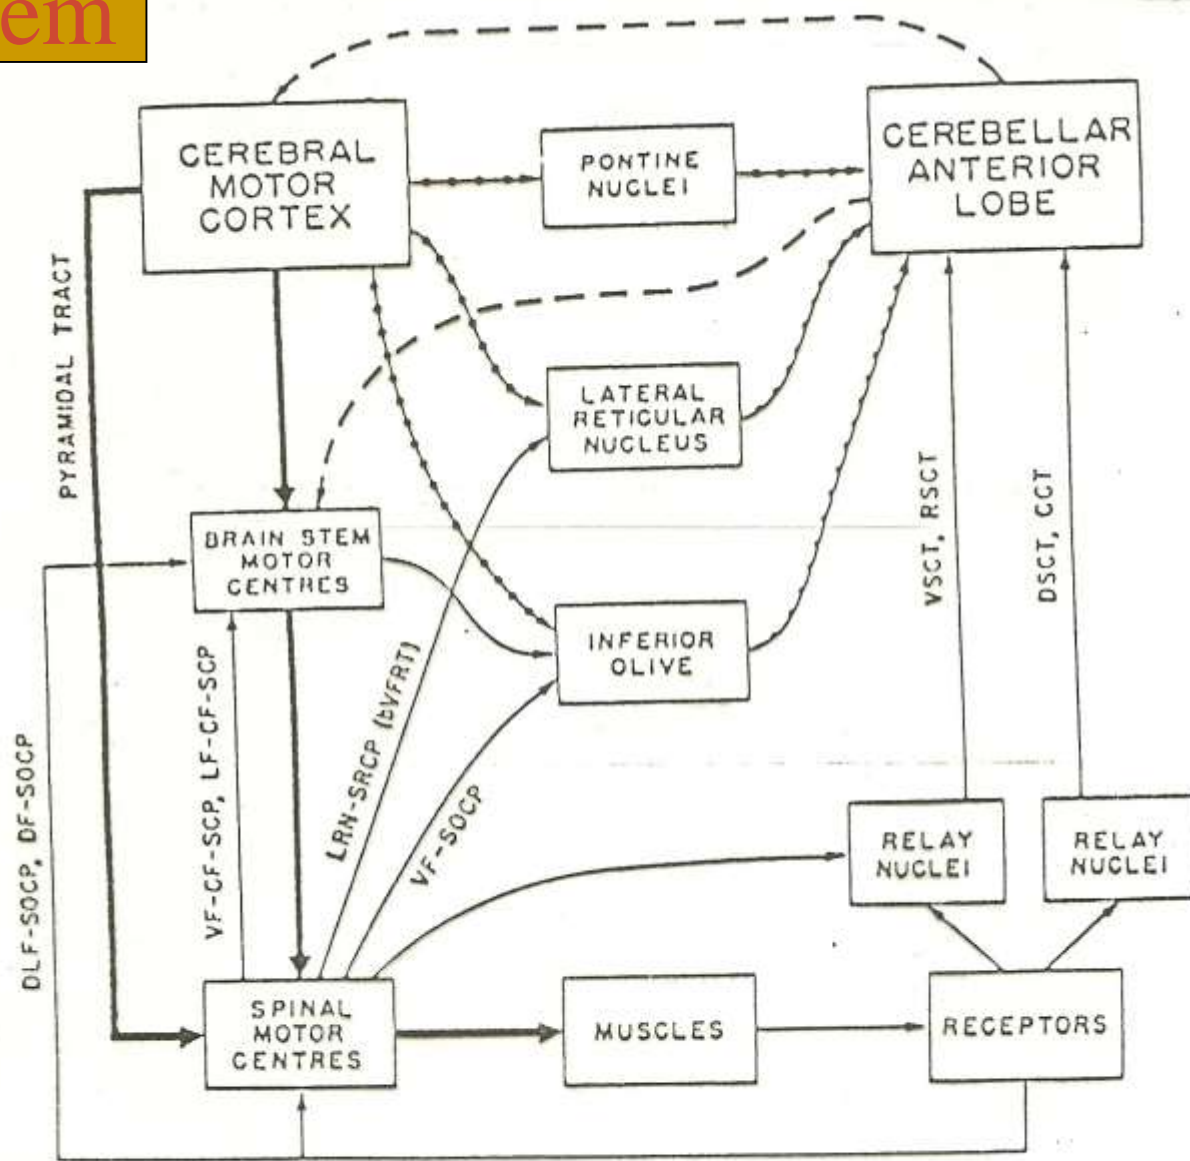 em
CEREBRAL
MOTOR
CORTEX
PONTINE
NUCLEI
CEREBELLAR
ANTERIOR
LOBE
PYRAMIDAL TRACT
LATERAL
RETICULAR
NUCLEUS
BRAIN STEM
MOTOR
CENTRES
INFERIOR
OLIVE
VSCT, RSCT
DSCT, CCT
DLF-SOCP, DF-SOCP
VF-CF-SCP, LF-CF-SCP
LRN-SRCP (bVFRT)
VF-SOCP
RELAY
NUCLEI
RELAY
NUCLEI
SPINAL
MOTOR
CENTRES
MUSCLES
RECEPTORS